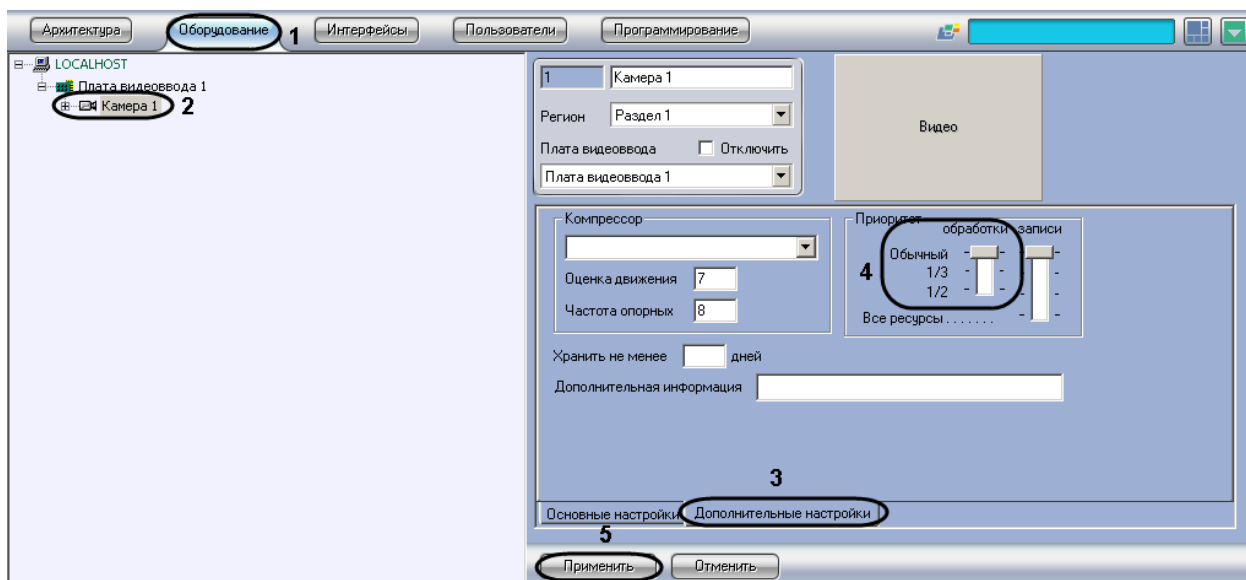 Архитектура Оборудование 1 Интерфейсы Пользователи Программирование
LOCALHOST
Плата видеоввода 1
Камера 1 2
1 Камера 1
Регион Раздел 1
Плата видеоввода Отключить
Плата видеоввода 1
Видео
Компрессор
Оценка движения 7
Частота опорных 8
Приоритет
обработки записи
Обычный
4 1/3
1/2
Все ресурсы.......
Хранить не менее дней
Дополнительная информация
3
Основные настройки Дополнительные настройки
5
Применить Отменить